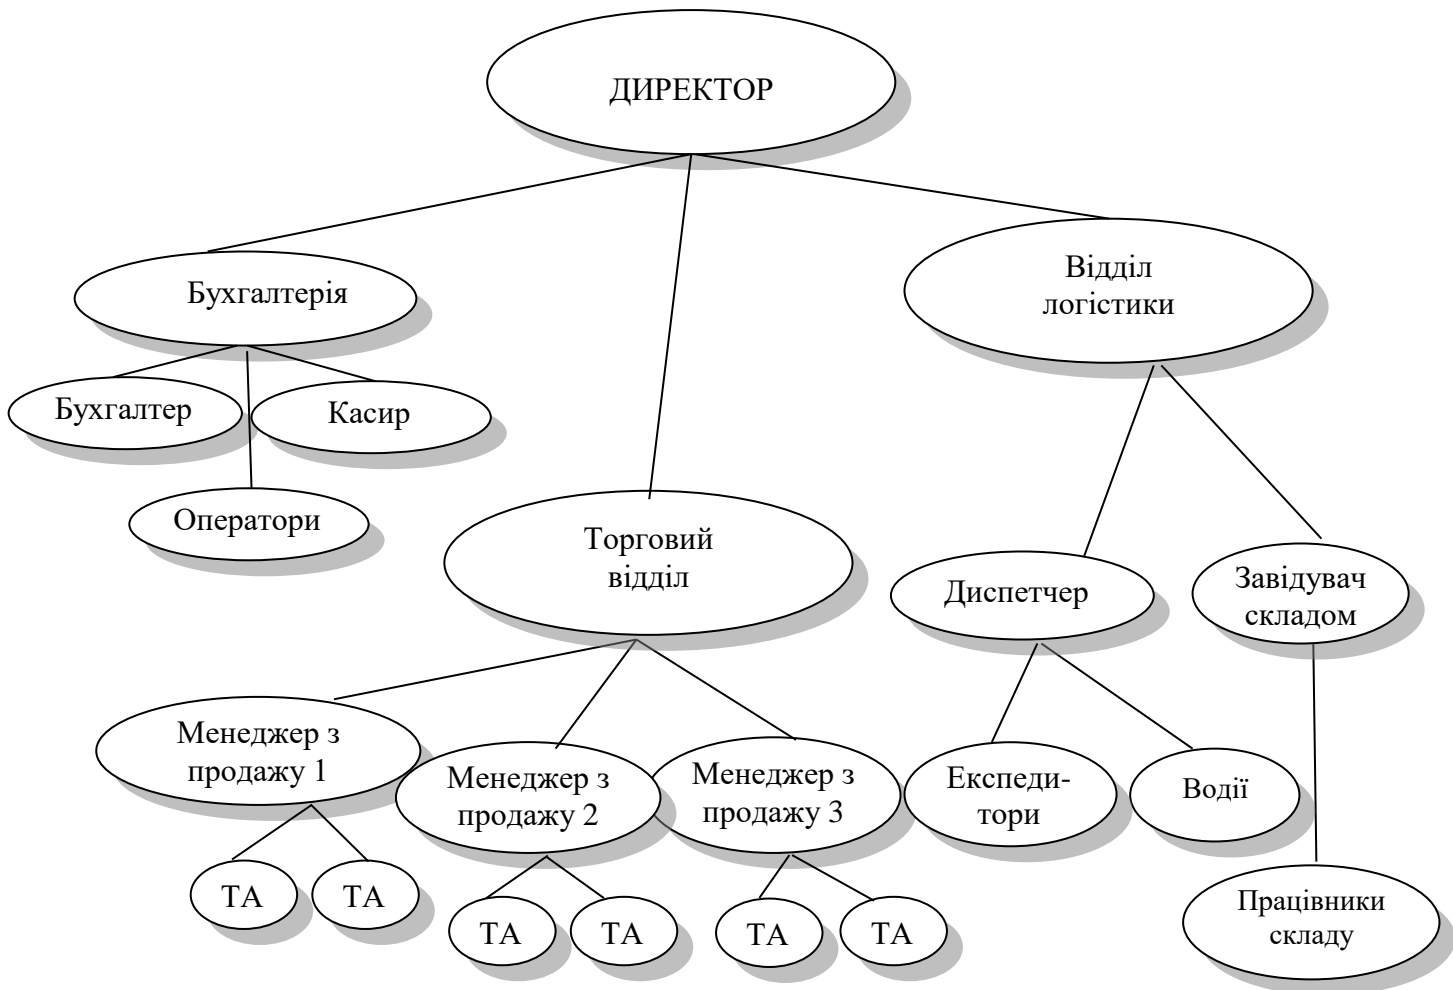 ДИРЕКТОР
Бухгалтерія
Відділ
логістики
Бухгалтер
Касир
Оператори
Торговий
відділ
Диспетчер
Завідувач
складом
Менеджер з
продажу 1
Менеджер з
продажу 2
Менеджер з
продажу 3
Експеди-
тори
Водії
ТА
ТА
ТА
ТА
ТА
ТА
Працівники
складу